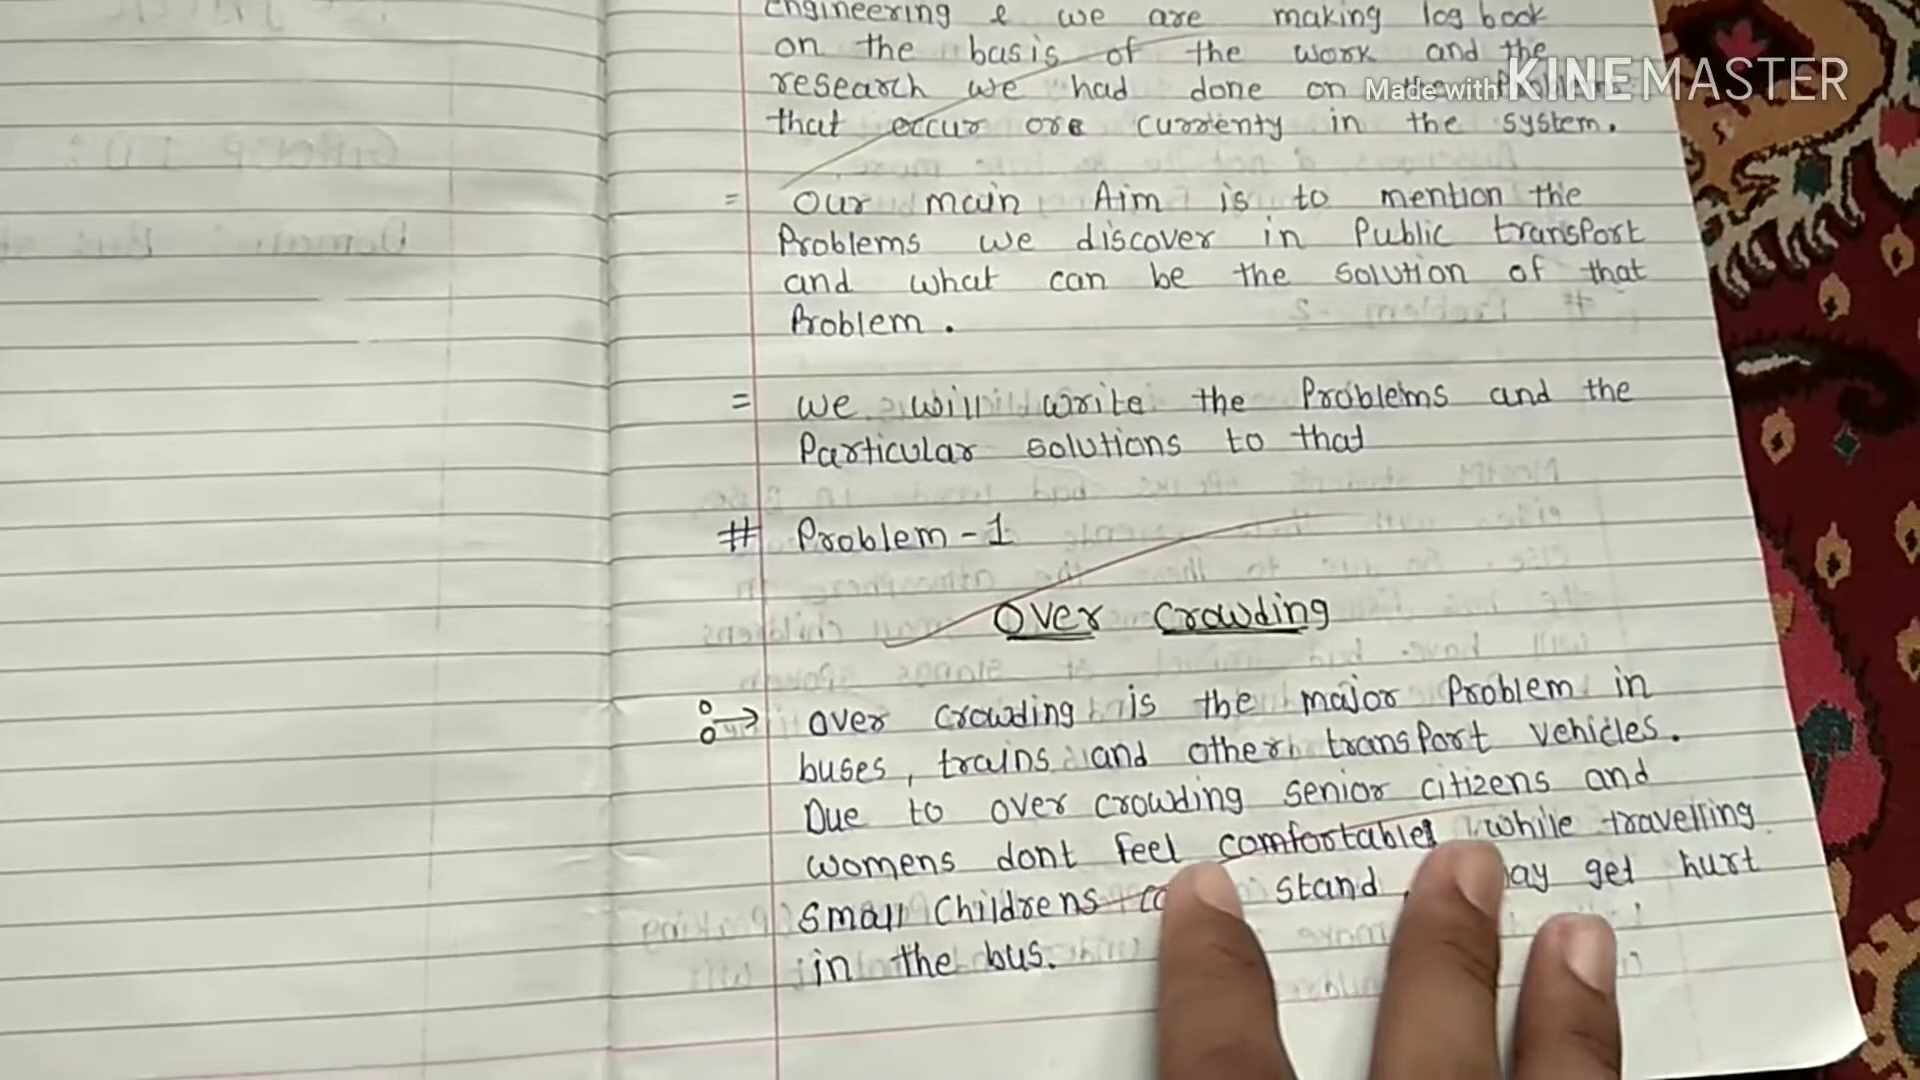 Engineering & we are making log book
on the basis of the work and the
research we had done on
Made with KINEMASTER
that occur ore currenty in the system.
= Our main Aim is to mention the
Problems we discover in Public transport
and what can be the solution of that
Problem.
= we will write the Problems and the
Particular solutions to that
# Problem - 1
Over Crowding
over crowding is the major Problem in
buses, trains and other transport vehicles.
Due to over crowding senior citizens and
womens dont feel comfortable while travelling
small childrens stand, get hurt
in the bus.